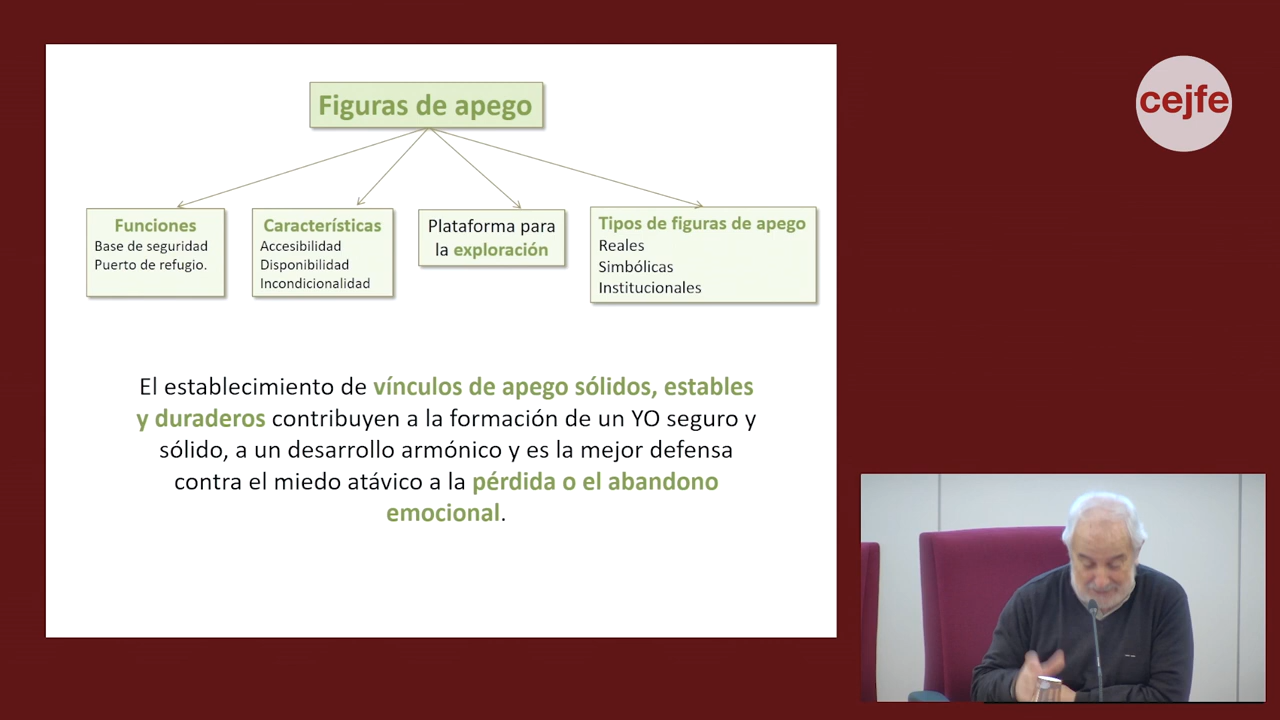 cejfe
Figuras de apego
Funciones
Base de seguridad
Puerto de refugio.
Características
Accesibilidad
Disponibilidad
Incondicionalidad
Plataforma para
la exploración
Tipos de figuras de apego
Reales
Simbólicas
Institucionales
El establecimiento de vínculos de apego sólidos, estables
y duraderos contribuyen a la formación de un YO seguro y
sólido, a un desarrollo armónico y es la mejor defensa
contra el miedo atávico a la pérdida o el abandono
emocional.